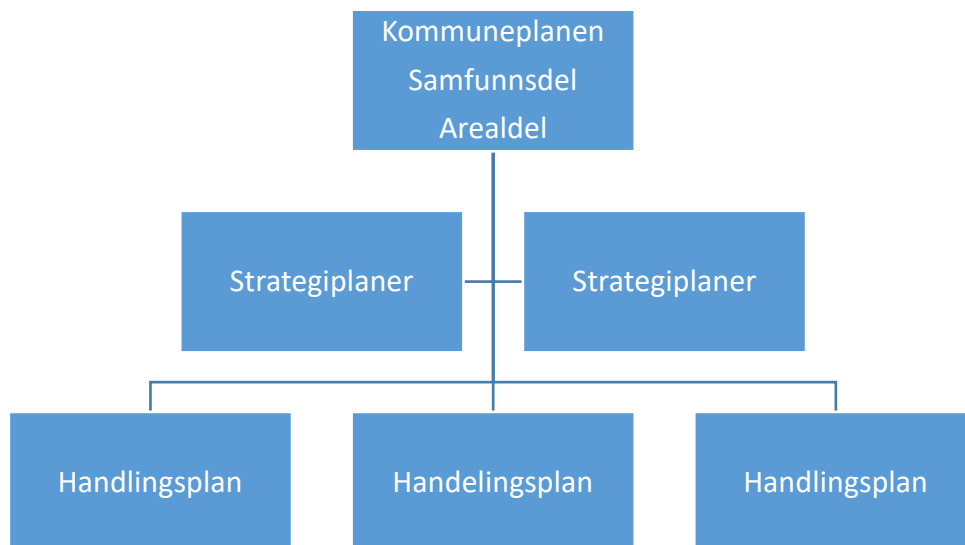 Kommuneplanen
Samfunnsdel
Arealdel
Strategiplaner
Strategiplaner
Handlingsplan
Handelingsplan
Handlingsplan